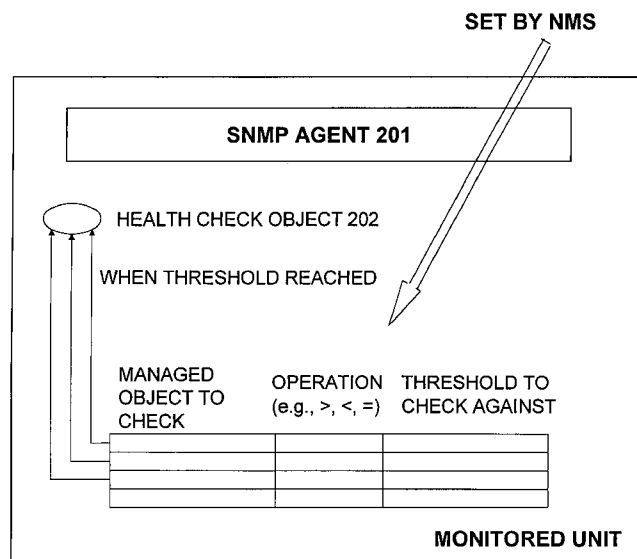 SET BY NMS
SNMP AGENT 201
HEALTH CHECK OBJECT 202
WHEN THRESHOLD REACHED
MANAGED
OBJECT TO
CHECK
OPERATION
(e.g., >, <, =)
THRESHOLD TO
CHECK AGAINST
MONITORED UNIT